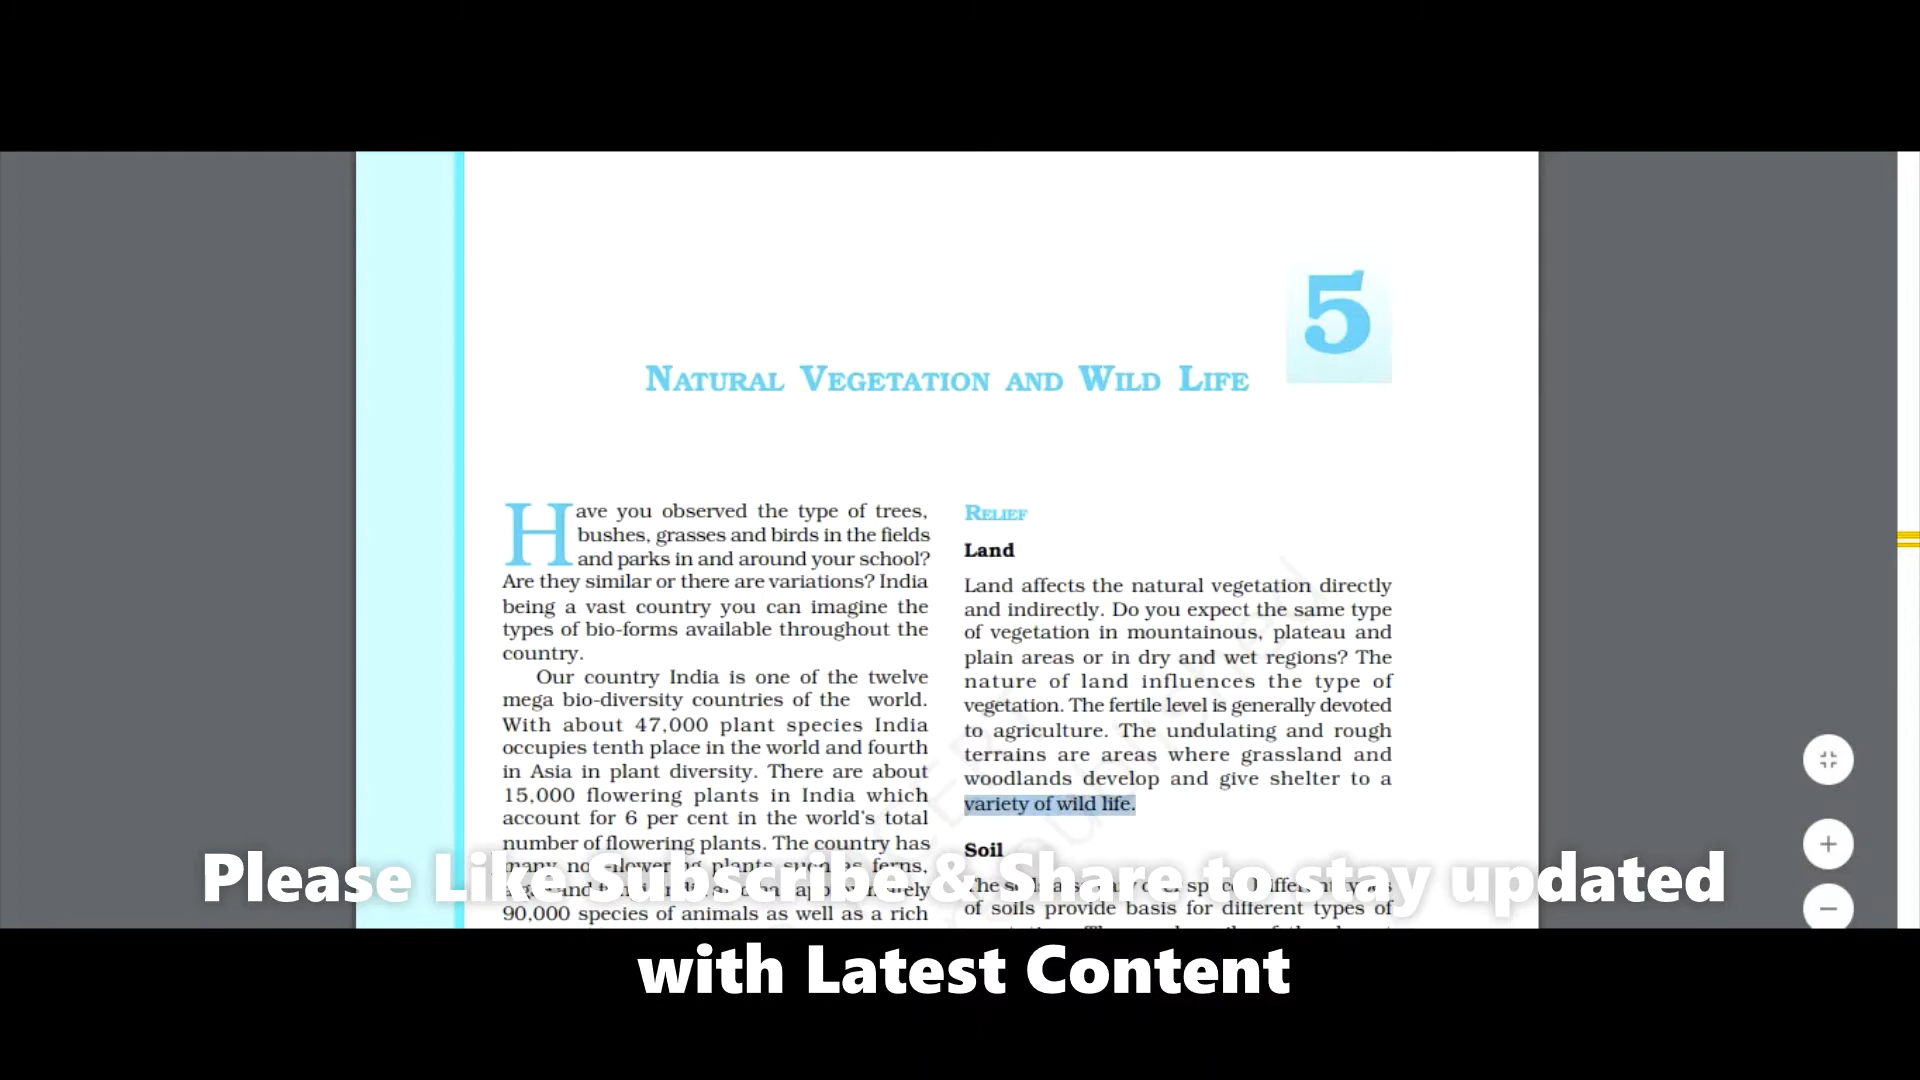 5
NATURAL VEGETATION AND WILD LIFE
Have you observed the type of trees,
bushes, grasses and birds in the fields
and parks in and around your school?
Are they similar or there are variations? India
being a vast country you can imagine the
types of bio-forms available throughout the
country.
Our country India is one of the twelve
mega bio-diversity countries of the world.
With about 47,000 plant species India
occupies tenth place in the world and fourth
in Asia in plant diversity. There are about
15,000 flowering plants in India which
account for 6 per cent in the world's total
number of flowering plants. The country has
many plants such as ferns,
90,000 species of animals as well as a rich
RELIEF
Land
Land affects the natural vegetation directly
and indirectly. Do you expect the same type
of vegetation in mountainous, plateau and
plain areas or in dry and wet regions? The
nature of land influences the type of
vegetation. The fertile level is generally devoted
to agriculture. The undulating and rough
terrains are areas where grassland and
woodlands develop and give shelter to a
variety of wild life.
Soil
of soils provide basis for different types of
Please Like Subscribe & Share to stay updated
with Latest Content